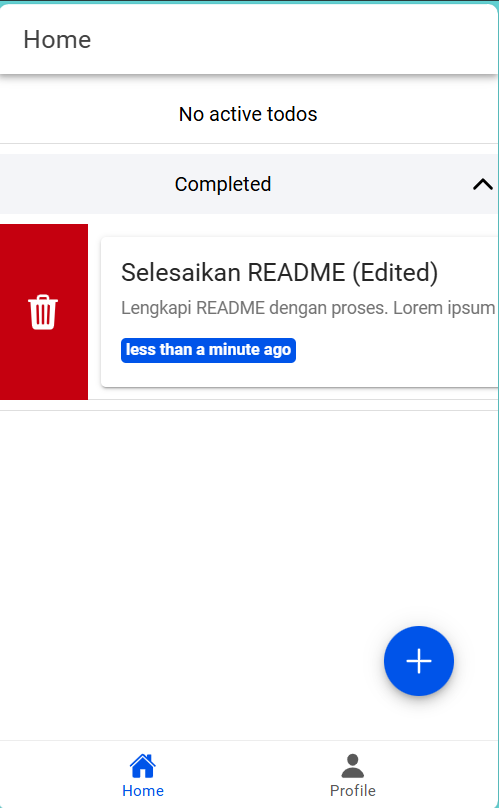 Home
No active todos
Completed
Selesaikan README (Edited)
Lengkapi README dengan proses. Lorem ipsum
less than a minute ago
Home
Profile